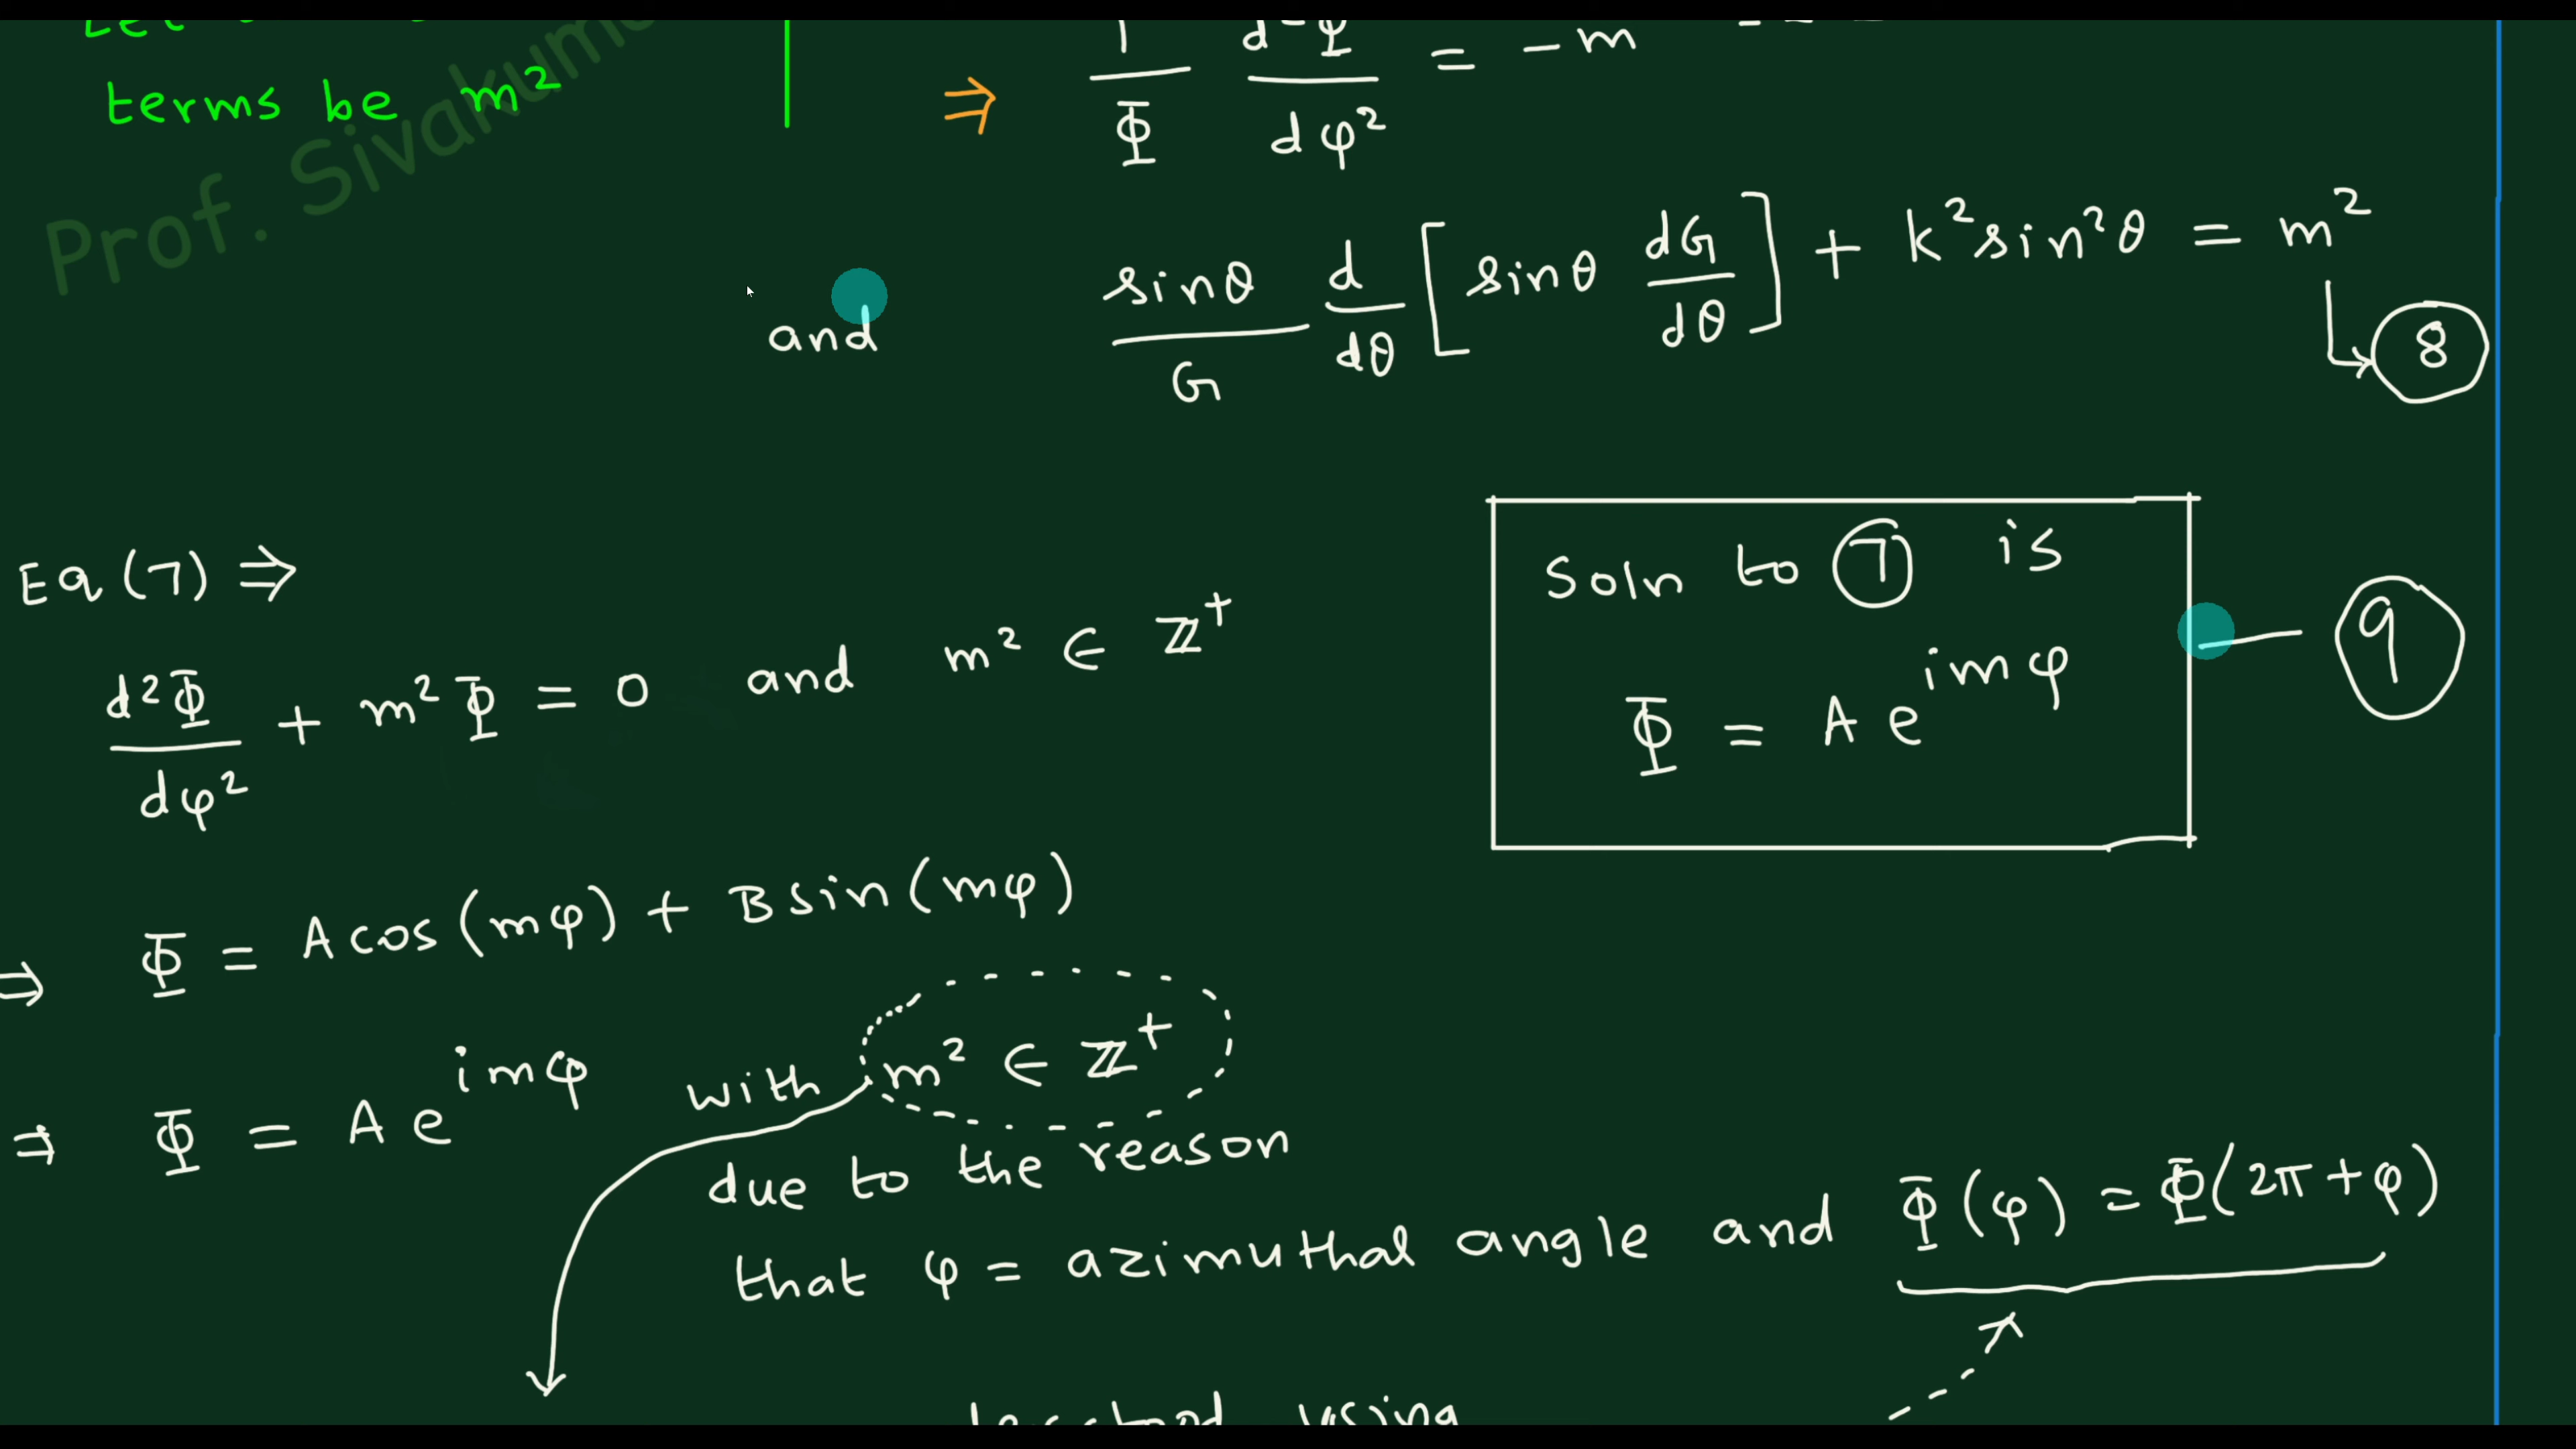 terms be m²
Prof. Sivakuma
⇒ 1/Φ d²Φ/dφ² = -m
and sinθ/G d/dθ [sinθ dG/dθ] + k²sin²θ = m²
8
Eq (7) ⇒
d²Φ/dφ² + m²Φ = 0 and m² ∈ ℤ⁺
Soln to 7 is
Φ = A e^{imφ}
9
⇒ Φ = A cos(mφ) + B sin(mφ)
⇒ Φ = A e^{imφ} with m² ∈ ℤ⁺
due to the reason
that φ = azimuthal angle and Φ(φ) = Φ(2π+φ)
using